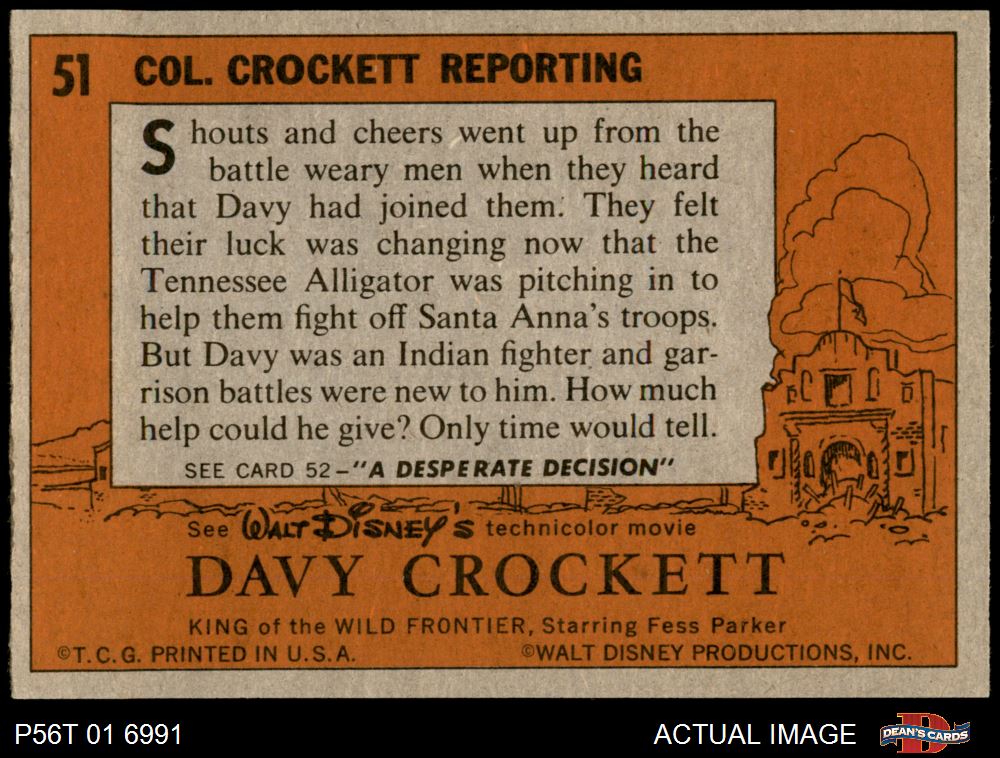 51 COL. CROCKETT REPORTING
Shouts and cheers went up from the
battle weary men when they heard
that Davy had joined them. They felt
their luck was changing now that the
Tennessee Alligator was pitching in to
help them fight off Santa Anna's troops.
But Davy was an Indian fighter and gar-
rison battles were new to him. How much
help could he give? Only time would tell.
SEE CARD 52-"A DESPERATE DECISION"
See WALT DISNEY'S technicolor movie
DAVY CROCKETT
KING of the WILD FRONTIER, Starring Fess Parker
©T.C.G. PRINTED IN U.S.A. ©WALT DISNEY PRODUCTIONS, INC.
P56T 01 6991 ACTUAL IMAGE DEAN'S CARDS